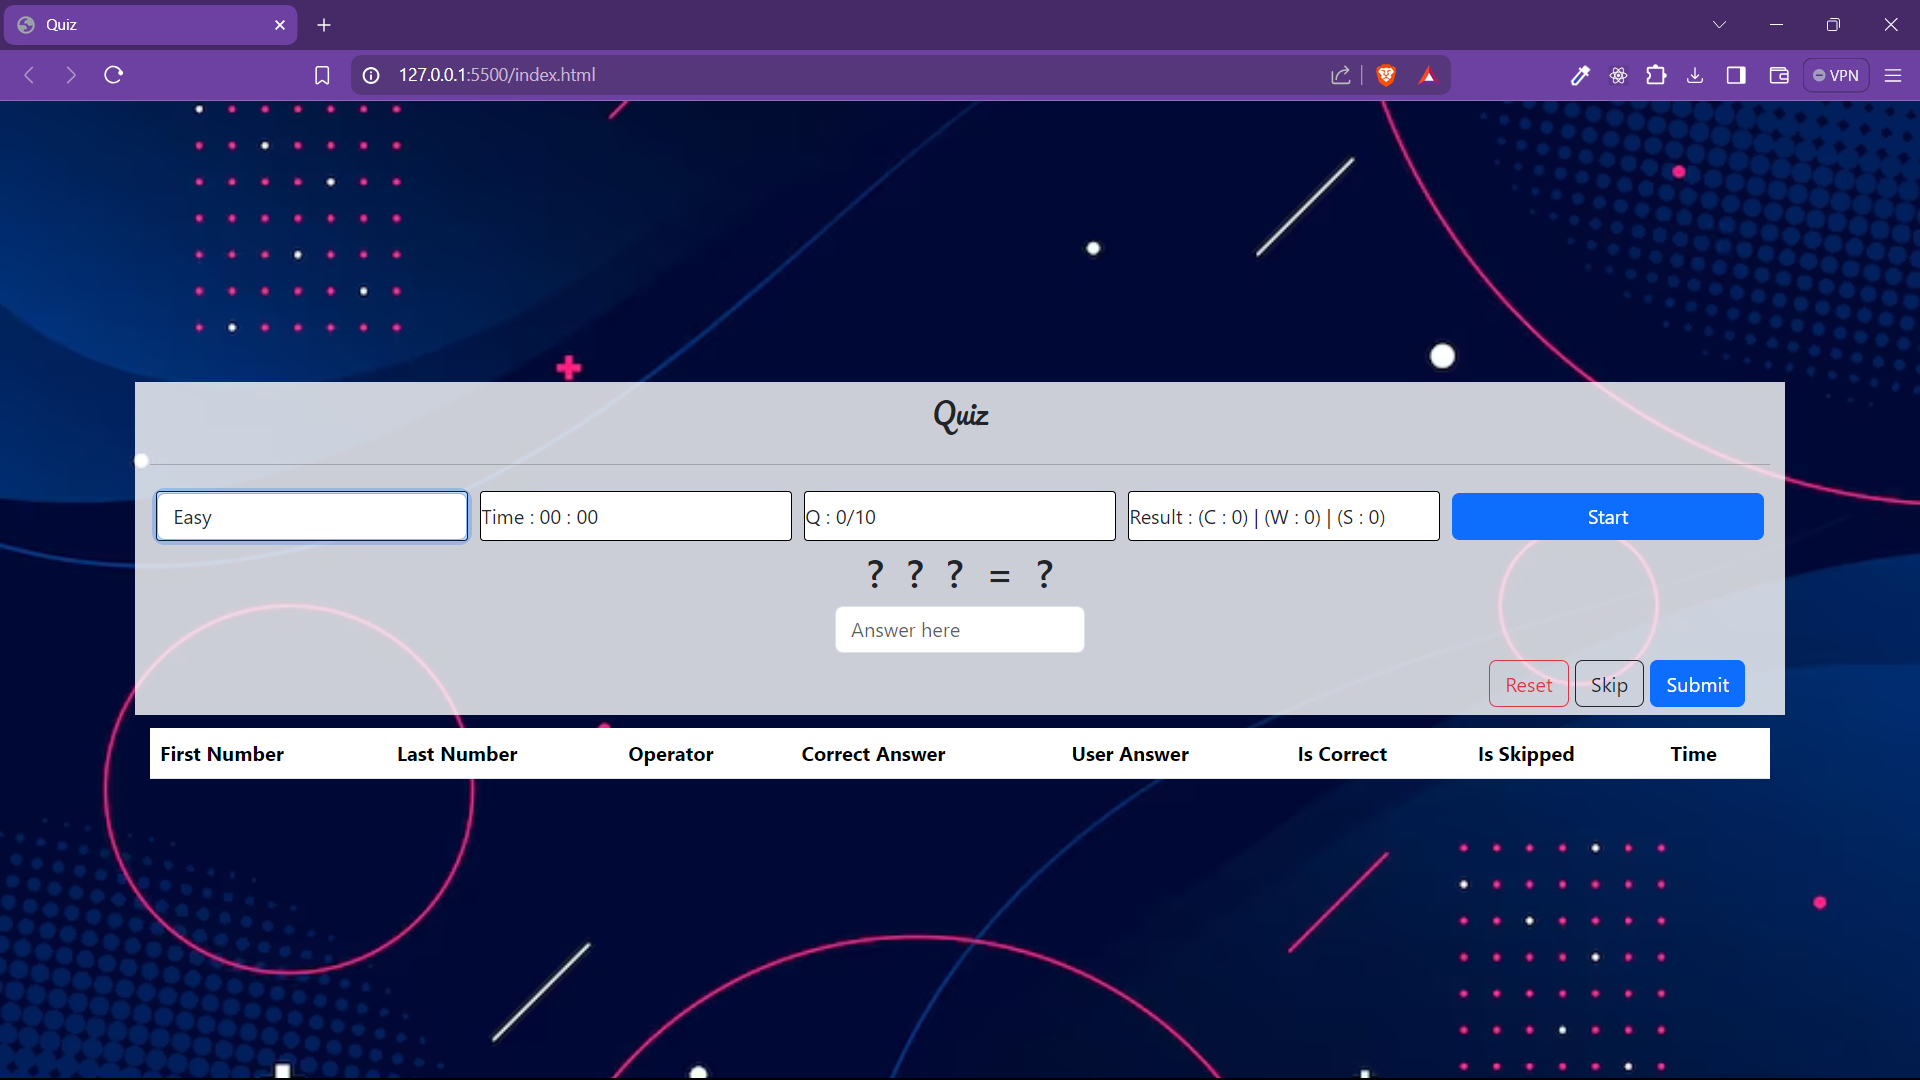 Quiz
127.0.0.1:5500/index.html
VPN
Quiz
Easy Time : 00 : 00 Q : 0/10 Result : (C : 0) | (W : 0) | (S : 0) Start
? ? ? = ?
Answer here
Reset Skip Submit
First Number Last Number Operator Correct Answer User Answer Is Correct Is Skipped Time